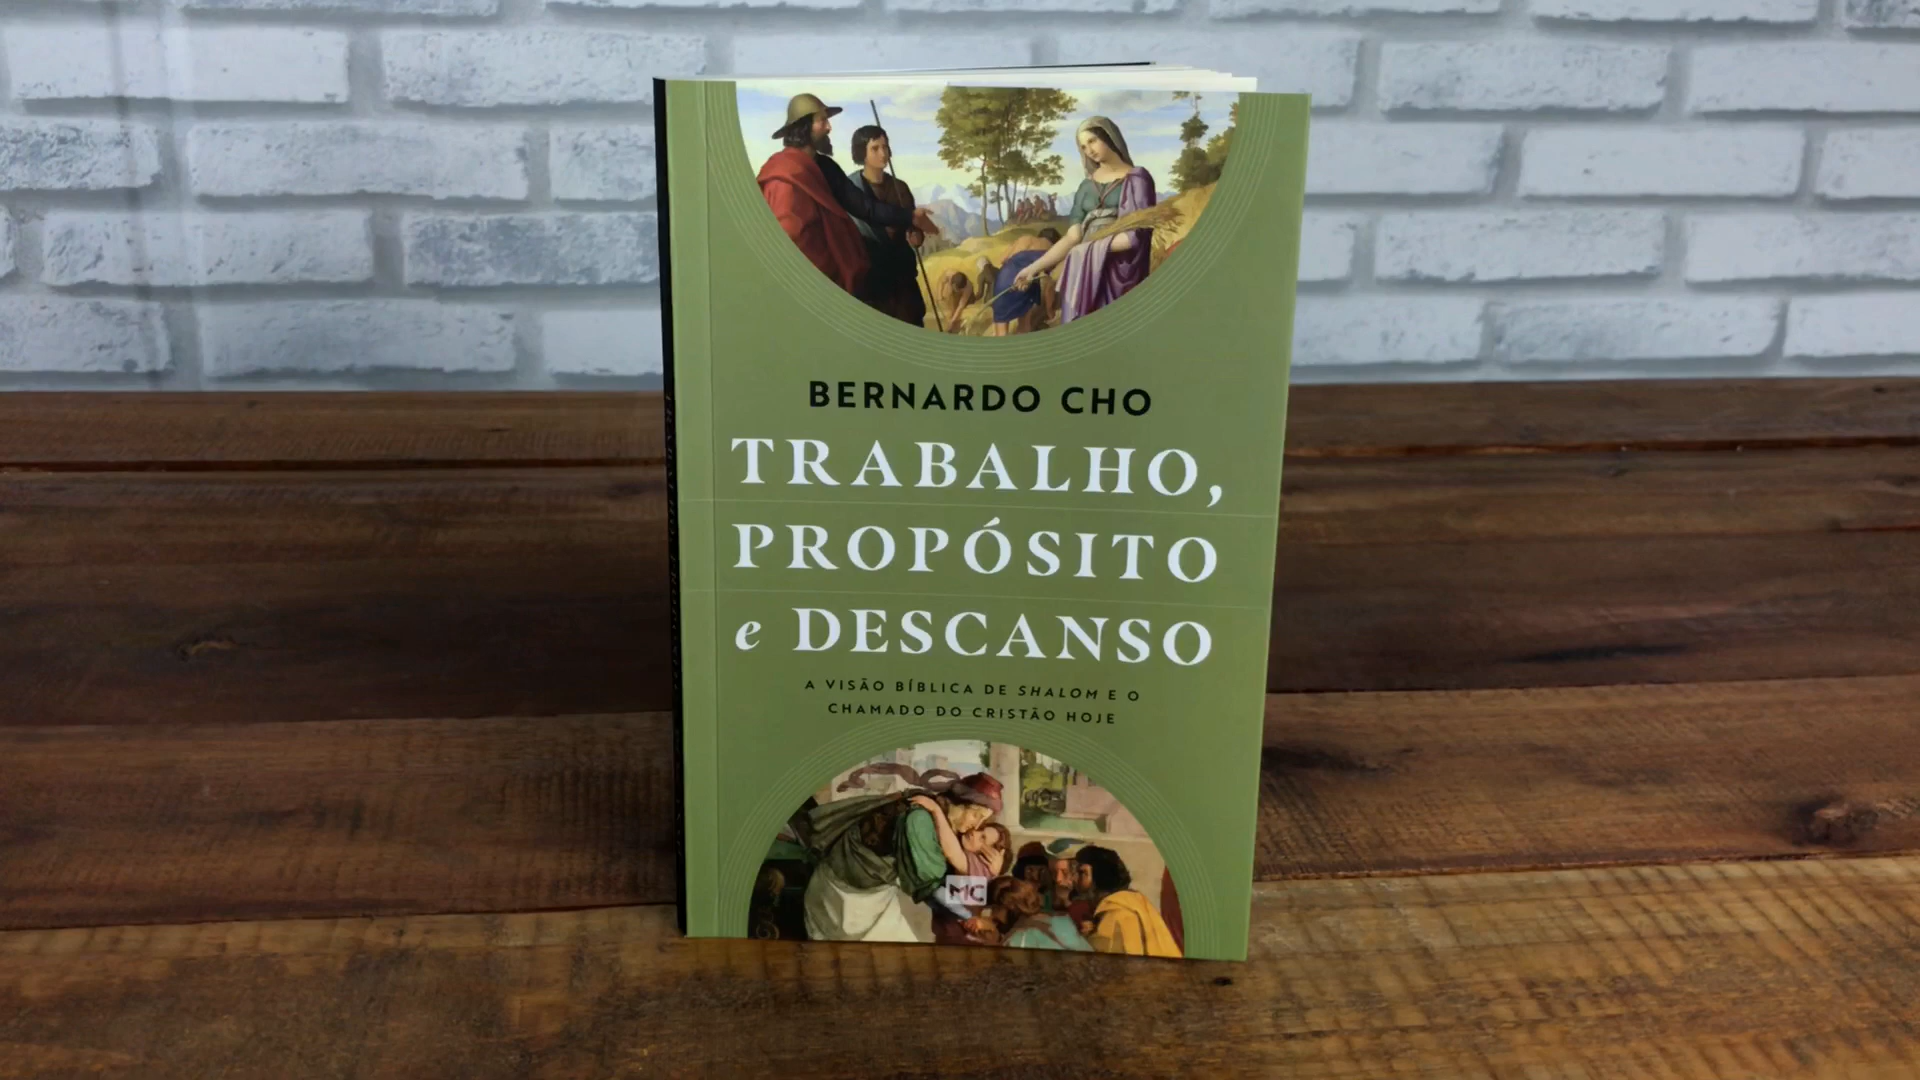 BERNARDO CHO
TRABALHO,
PROPÓSITO
e DESCANSO
A VISÃO BÍBLICA DE SHALOM E O
CHAMADO DO CRISTÃO HOJE
MC